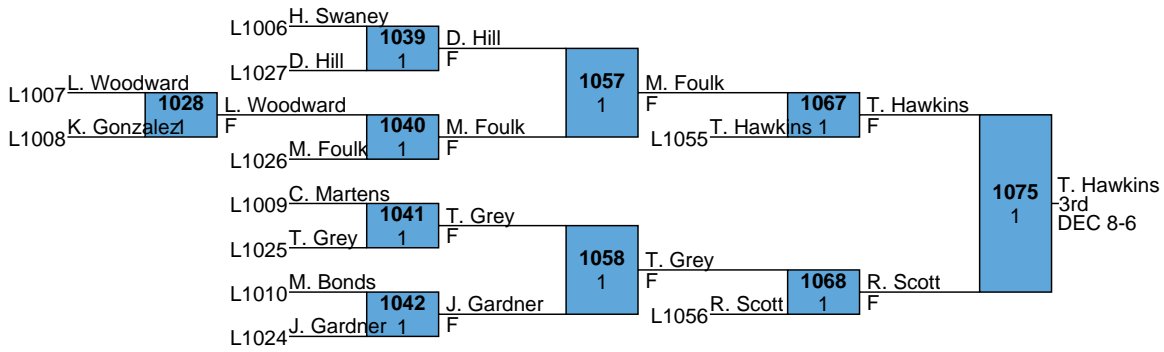 L1006 H. Swaney
1039
1
L1027 D. Hill
D. Hill
F
L1007 L. Woodward
1028
1
L1008 K. Gonzalez
L. Woodward
F
1040
1
L1026 M. Foulk
M. Foulk
F
1057
1
M. Foulk
F
1067
1
L1055 T. Hawkins
T. Hawkins
F
L1009 C. Martens
1041
1
L1025 T. Grey
T. Grey
F
L1010 M. Bonds
1042
1
L1024 J. Gardner
J. Gardner
F
1058
1
T. Grey
F
1068
1
L1056 R. Scott
R. Scott
F
1075
1
T. Hawkins
3rd
DEC 8-6